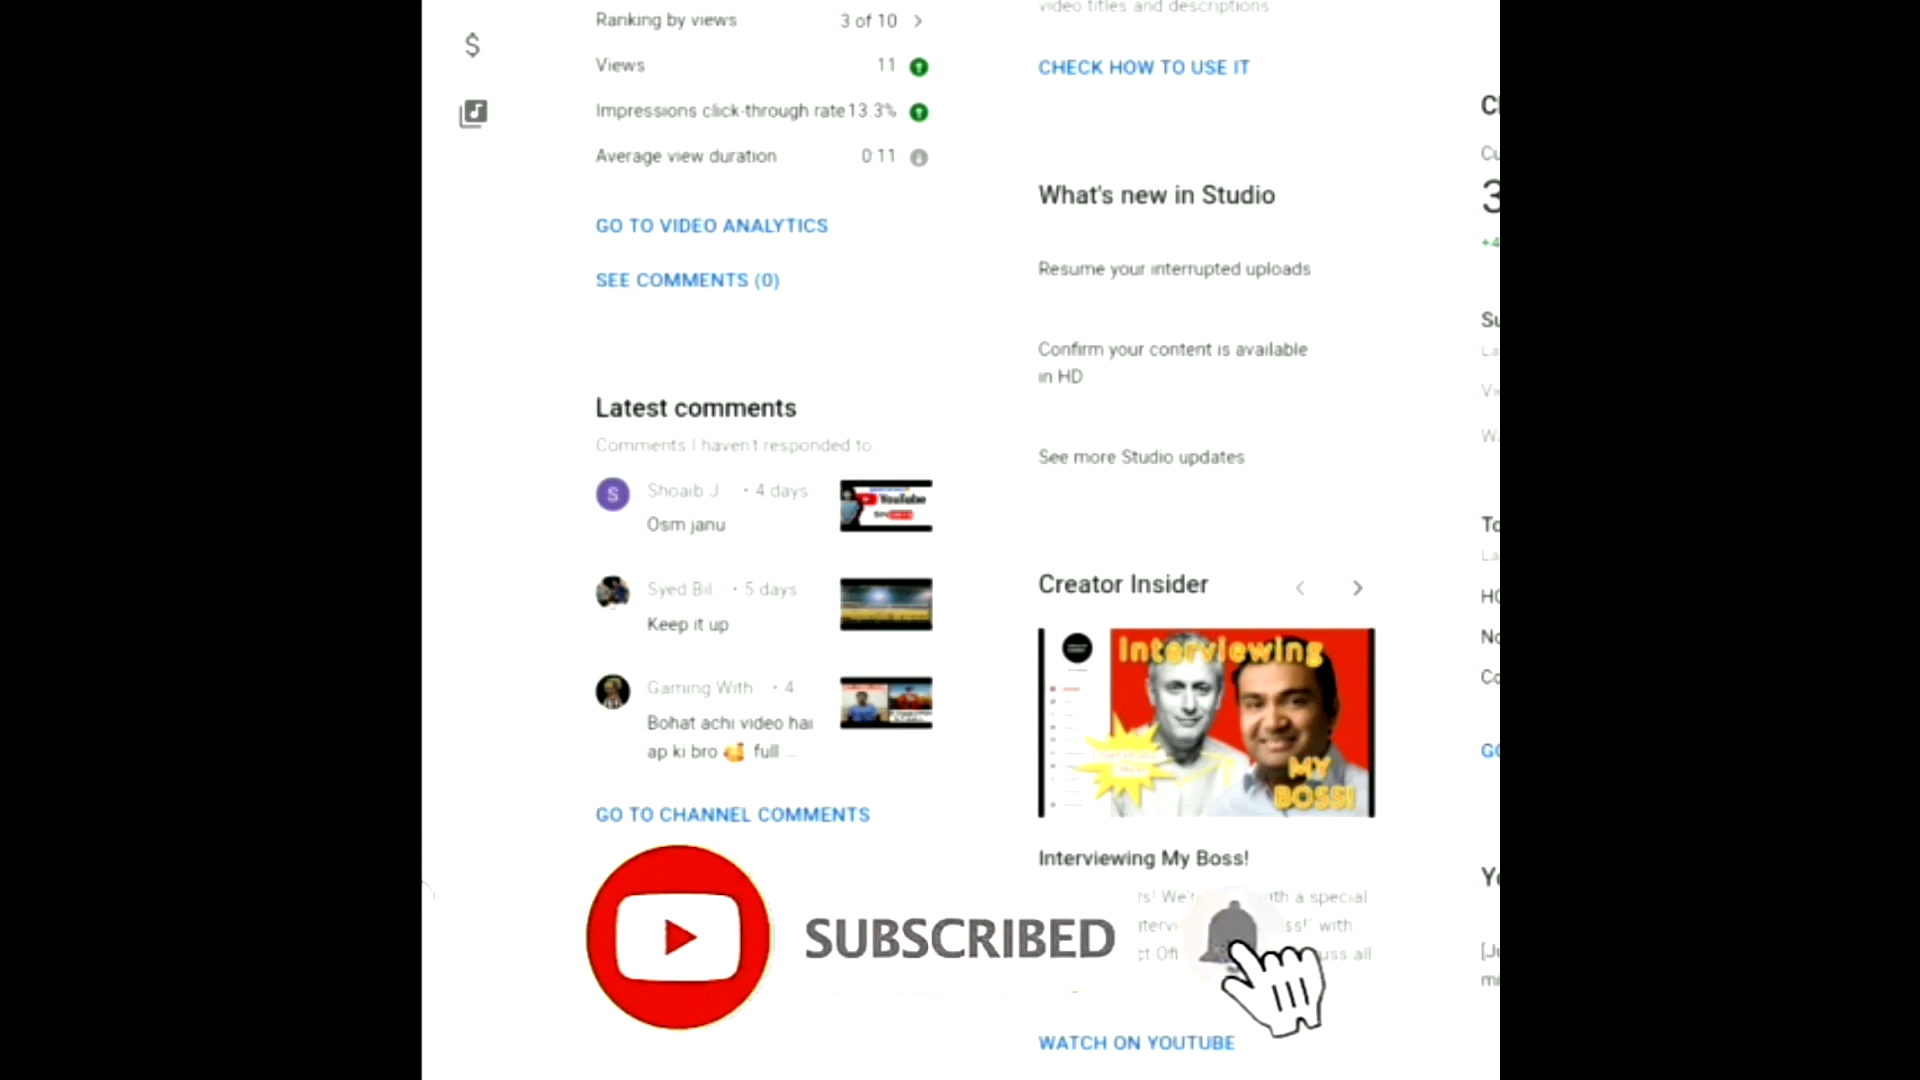 Ranking by views 3 of 10
Views 11
Impressions click-through rate 13.3%
Average view duration 0:11
GO TO VIDEO ANALYTICS
SEE COMMENTS (0)
Latest comments
Comments I haven't responded to
Shoaib J • 4 days
Osm janu
YouTube
Syed Bil • 5 days
Keep it up
Gaming With • 4
Bohat achi video hai
ap ki bro 🥰 full ...
GO TO CHANNEL COMMENTS
SUBSCRIBED
video titles and descriptions
CHECK HOW TO USE IT
What's new in Studio
Resume your interrupted uploads
Confirm your content is available
in HD
See more Studio updates
Creator Insider
Interviewing
MY
BOSS!
Interviewing My Boss!
with a special
with
all
WATCH ON YOUTUBE